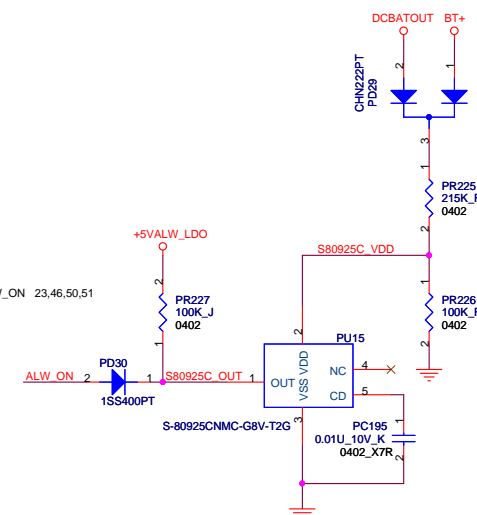 DCBATOUT BT+
2 1
CHN222PT
PD29
3
1
PR225
215K_F
0402
2
+5VALW_LDO
S80925C_VDD
_ON 23,46,50,51
2
PR227
100K_J
0402
1
1
PR226
100K_F
0402
2
2
PU15
PD30
ALW_ON 2 1 S80925C_OUT 1
1SS400PT
OUT VSS VDD NC 4
CD 5
S-80925CNMC-G8V-T2G
3
PC195
0.01U_10V_K
0402_X7R
1
2